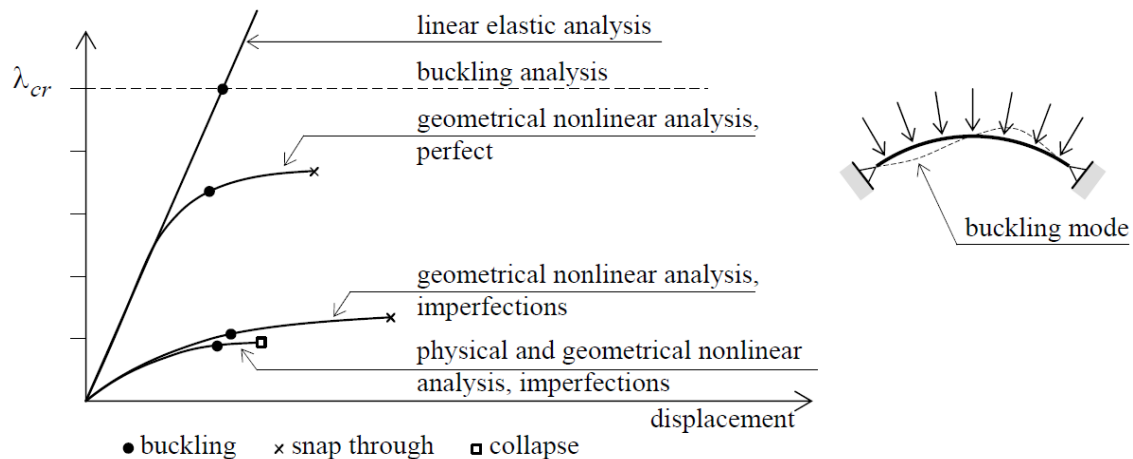 linear elastic analysis
λcr
buckling analysis
geometrical nonlinear analysis,
perfect
buckling mode
geometrical nonlinear analysis,
imperfections
physical and geometrical nonlinear
analysis, imperfections
displacement
buckling
snap through
collapse